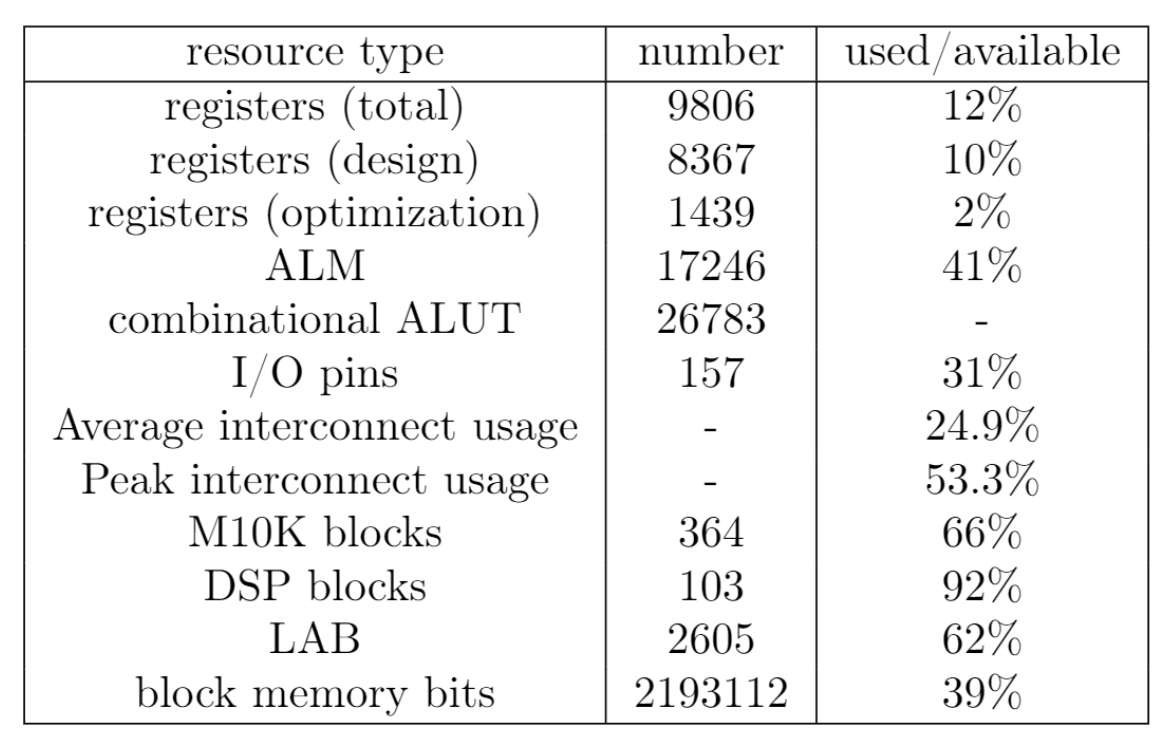 resource type number used/available
registers (total) 9806 12%
registers (design) 8367 10%
registers (optimization) 1439 2%
ALM 17246 41%
combinational ALUT 26783 -
I/O pins 157 31%
Average interconnect usage - 24.9%
Peak interconnect usage - 53.3%
M10K blocks 364 66%
DSP blocks 103 92%
LAB 2605 62%
block memory bits 2193112 39%